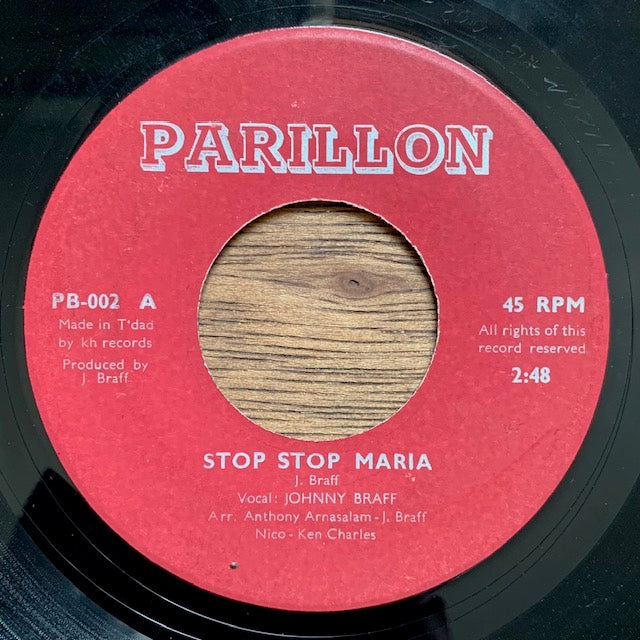 PARILLON
PB-002 A
Made in T'dad
by kh records
Produced by
J. Braff
45 RPM
All rights of this
record reserved
2:48
STOP STOP MARIA
J. Braff
Vocal: JOHNNY BRAFF
Arr. Anthony Arnasalam - J. Braff
Nico - Ken Charles